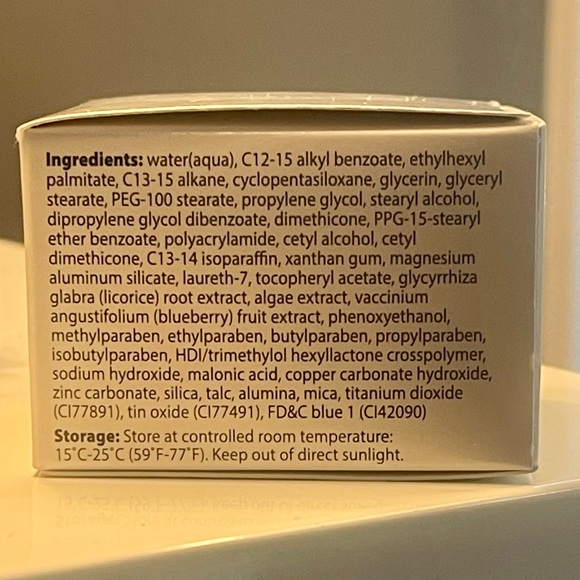 Ingredients: water(aqua), C12-15 alkyl benzoate, ethylhexyl
palmitate, C13-15 alkane, cyclopentasiloxane, glycerin, glyceryl
stearate, PEG-100 stearate, propylene glycol, stearyl alcohol,
dipropylene glycol dibenzoate, dimethicone, PPG-15-stearyl
ether benzoate, polyacrylamide, cetyl alcohol, cetyl
dimethicone, C13-14 isoparaffin, xanthan gum, magnesium
aluminum silicate, laureth-7, tocopheryl acetate, glycyrrhiza
glabra (licorice) root extract, algae extract, vaccinium
angustifolium (blueberry) fruit extract, phenoxyethanol,
methylparaben, ethylparaben, butylparaben, propylparaben,
isobutylparaben, HDI/trimethylol hexyllactone crosspolymer,
sodium hydroxide, malonic acid, copper carbonate hydroxide,
zinc carbonate, silica, talc, alumina, mica, titanium dioxide
(CI77891), tin oxide (CI77491), FD&C blue 1 (CI42090)
Storage: Store at controlled room temperature:
15˚C-25˚C (59˚F-77˚F). Keep out of direct sunlight.